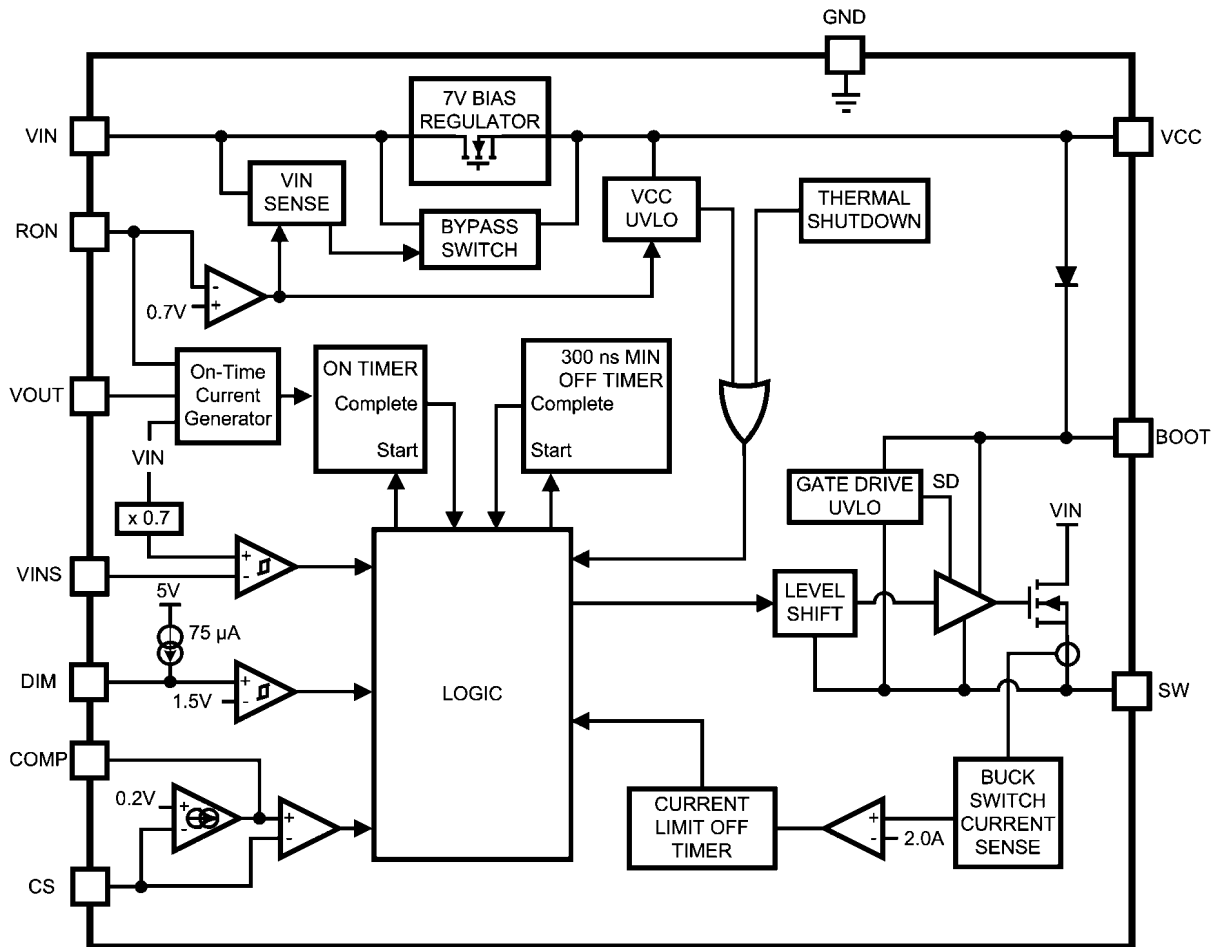 GND
VIN
7V BIAS
REGULATOR
VCC
VIN
SENSE
BYPASS
SWITCH
VCC
UVLO
THERMAL
SHUTDOWN
RON
-
+
0.7V
VOUT
On-Time
Current
Generator
ON TIMER
Complete
Start
300 ns MIN
OFF TIMER
Complete
Start
BOOT
VIN
x 0.7
GATE DRIVE
UVLO
SD
VIN
VINS
+
-
5V
75 µA
LEVEL
SHIFT
DIM
+
-
1.5V
LOGIC
SW
COMP
0.2V
+
-
+
-
CS
CURRENT
LIMIT OFF
TIMER
+
-
2.0A
BUCK
SWITCH
CURRENT
SENSE